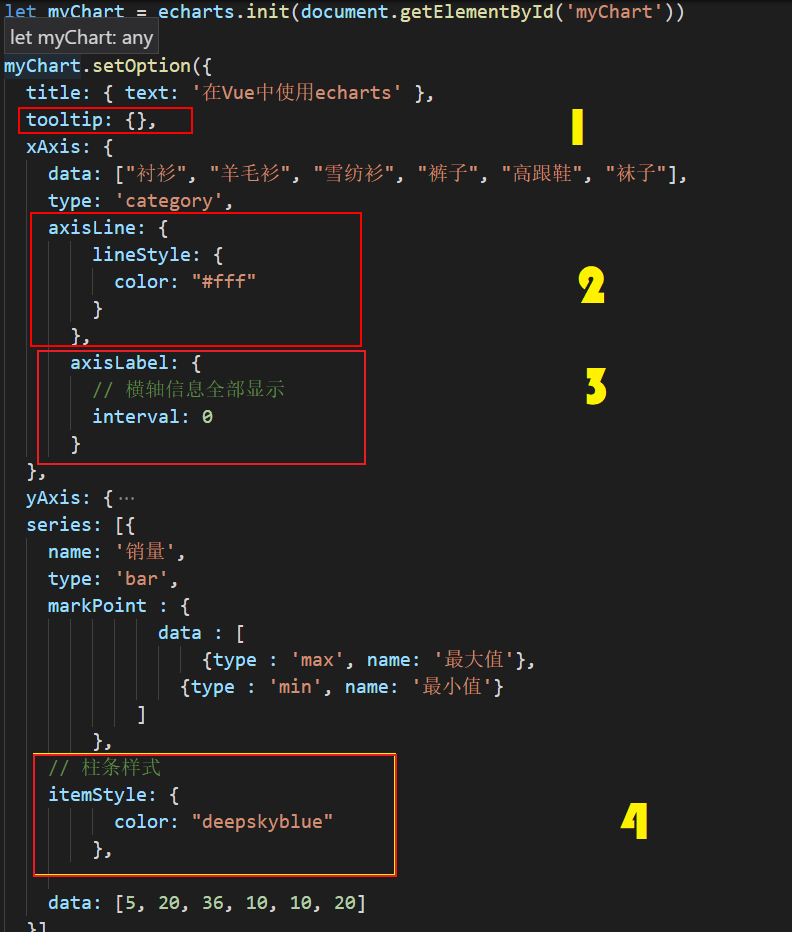 let myChart = echarts.init(document.getElementById('myChart'))
let myChart: any
myChart.setOption({
title: { text: '在Vue中使用echarts' },
tooltip: {},
1
xAxis: {
data: ["衬衫", "羊毛衫", "雪纺衫", "裤子", "高跟鞋", "袜子"],
type: 'category',
axisLine: {
lineStyle: {
color: "#fff"
2
}
},
axisLabel: {
3
// 横轴信息全部显示
interval: 0
}
},
yAxis: {···
series: [{
name: '销量',
type: 'bar',
markPoint : {
data : [
{type : 'max', name: '最大值'},
{type : 'min', name: '最小值'}
]
},
// 柱条样式
itemStyle: {
color: "deepskyblue"
4
},
data: [5, 20, 36, 10, 10, 20]
}]